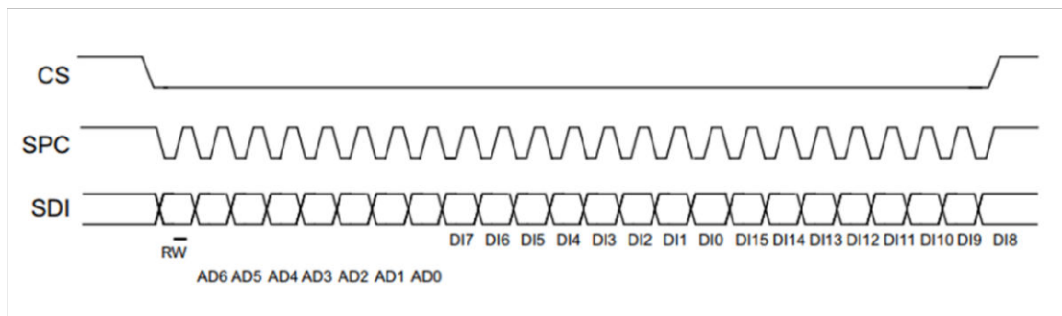 CS
SPC
SDI
DI7 DI6 DI5 DI4 DI3 DI2 DI1 DI0 DI15 DI14 DI13 DI12 DI11 DI10 DI9 DI8
RW
AD6 AD5 AD4 AD3 AD2 AD1 AD0